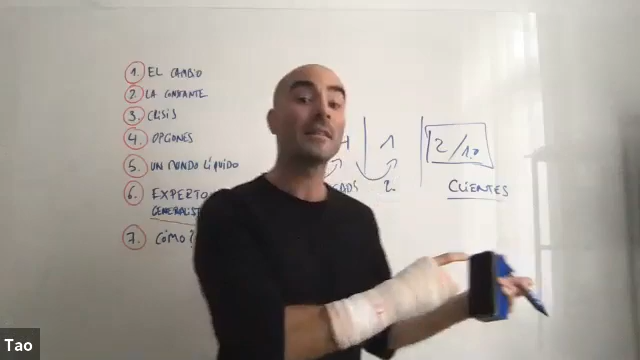 1. EL CAMBIO
2. LA CONSTANTE
3. CRISIS
4. OPCIONES
5. UN MUNDO LÍQUIDO
6. EXPERTO
GENERALIST
7. CÓMO?
1
2
2/1.0
CLIENTES
Tao